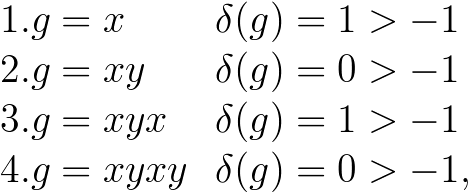 1.g = x δ(g) = 1 > −1
2.g = xy δ(g) = 0 > −1
3.g = xyx δ(g) = 1 > −1
4.g = xyxy δ(g) = 0 > −1,